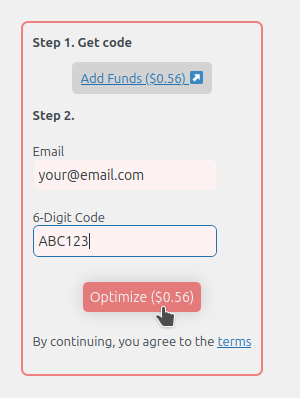 Step 1. Get code
Add Funds ($0.56)
Step 2.
Email
your@email.com
6-Digit Code
ABC123
Optimize ($0.56)
By continuing, you agree to the terms